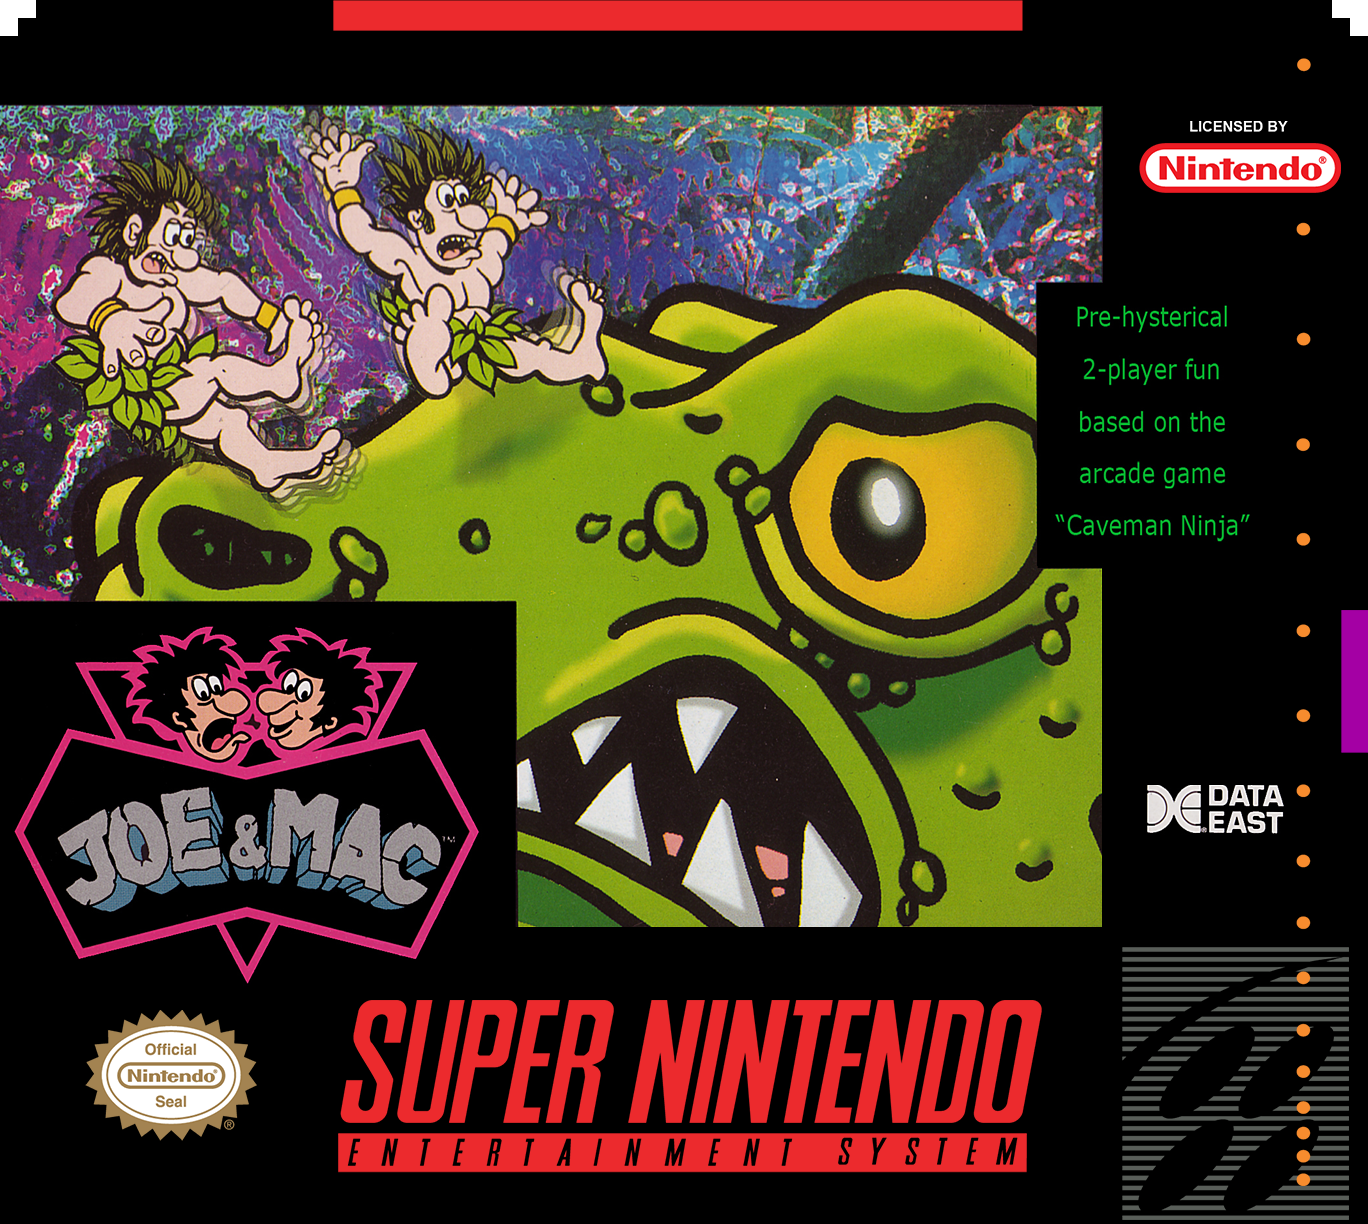 LICENSED BY
Nintendo®
Pre-hysterical
2-player fun
based on the
arcade game
“Caveman Ninja”
JOE & MAC™
DATA
EAST
Official
Nintendo®
Seal
®
SUPER NINTENDO
ENTERTAINMENT SYSTEM